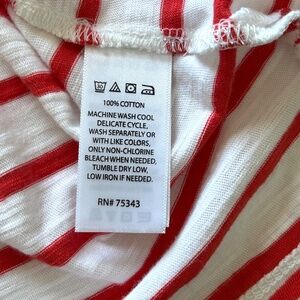 100% COTTON
MACHINE WASH COOL
DELICATE CYCLE,
WASH SEPARATELY OR
WITH LIKE COLORS,
ONLY NON-CHLORINE
BLEACH WHEN NEEDED,
TUMBLE DRY LOW,
LOW IRON IF NEEDED.
RN# 75343